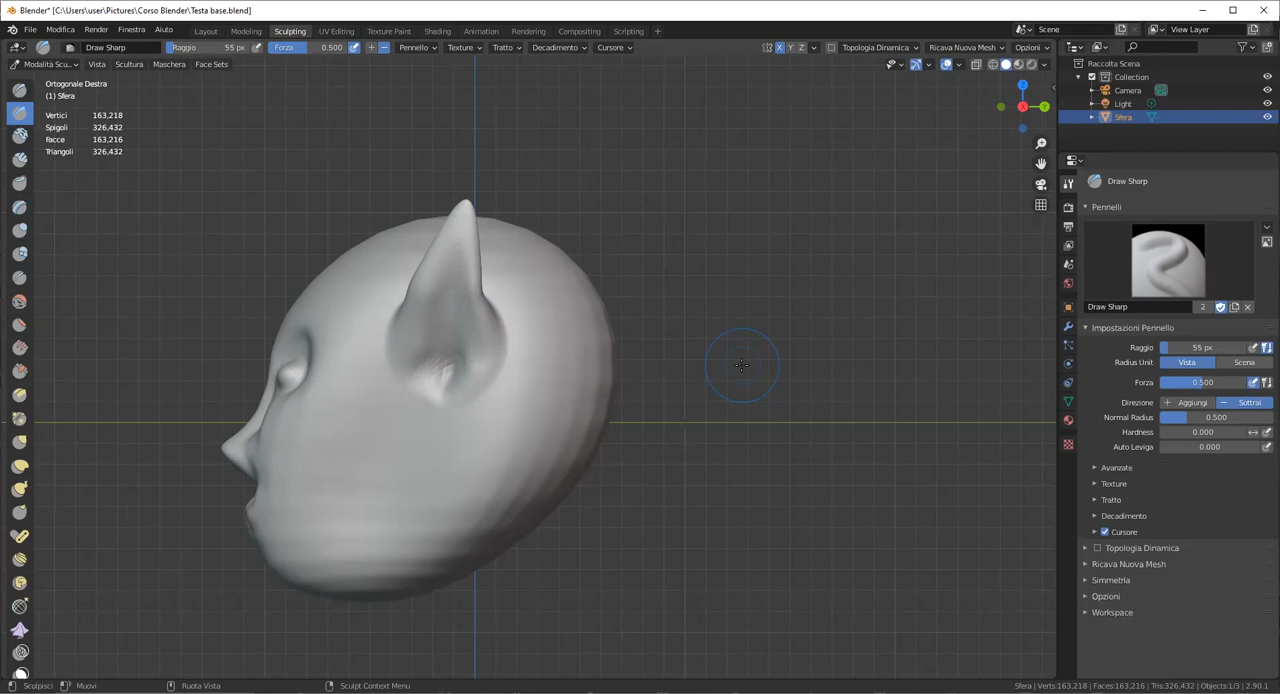 Blender* [C:\Users\user\Pictures\Corso Blender\Testa base.blend]
File Modifica Render Finestra Aiuto Layout Modeling Sculpting UV Editing Texture Paint Shading Animation Rendering Compositing Scripting + Scene View Layer
Draw Sharp Raggio 55 px Forza 0.500 + − Pennello Texture Tratto Decadimento Cursore X Y Z Topologia Dinamica Ricava Nuova Mesh Opzioni
Modalità Scu... Vista Scultura Maschera Face Sets
Raccolta Scena
Collection
Camera
Light
Sfera
Ortogonale Destra
(1) Sfera
Vertici 163,218
Spigoli 326,432
Facce 163,216
Triangoli 326,432
Z
X Y
Draw Sharp
Pennelli
Draw Sharp 2
Impostazioni Pennello
Raggio 55 px
Radius Unit Vista Scena
Forza 0.500
Direzione + Aggiungi − Sottrai
Normal Radius 0.500
Hardness 0.000
Auto Leviga 0.000
Avanzate
Texture
Tratto
Decadimento
Cursore
Topologia Dinamica
Ricava Nuova Mesh
Simmetria
Opzioni
Workspace
Scolpisci Muovi Ruota Vista Sculpt Context Menu Sfera | Verts:163,218 | Faces:163,216 | Tris:326,432 | Objects:1/3 | 2.90.1